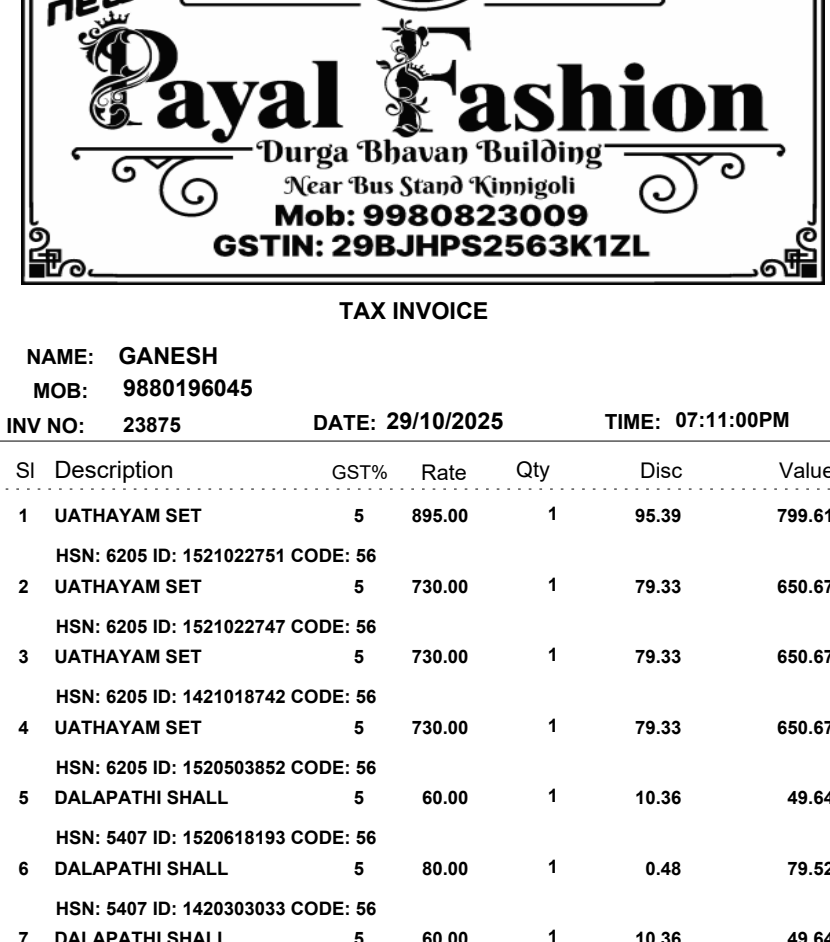 new
Payal Fashion
Durga Bhavan Building
Near Bus Stand Kinnigoli
Mob: 9980823009
GSTIN: 29BJHPS2563K1ZL
TAX INVOICE
NAME: GANESH
MOB: 9880196045
INV NO: 23875 DATE: 29/10/2025 TIME: 07:11:00PM
Sl Description GST% Rate Qty Disc Value
1 UATHAYAM SET 5 895.00 1 95.39 799.61
HSN: 6205 ID: 1521022751 CODE: 56
2 UATHAYAM SET 5 730.00 1 79.33 650.67
HSN: 6205 ID: 1521022747 CODE: 56
3 UATHAYAM SET 5 730.00 1 79.33 650.67
HSN: 6205 ID: 1421018742 CODE: 56
4 UATHAYAM SET 5 730.00 1 79.33 650.67
HSN: 6205 ID: 1520503852 CODE: 56
5 DALAPATHI SHALL 5 60.00 1 10.36 49.64
HSN: 5407 ID: 1520618193 CODE: 56
6 DALAPATHI SHALL 5 80.00 1 0.48 79.52
HSN: 5407 ID: 1420303033 CODE: 56
7 DALAPATHI SHALL 5 60.00 1 10.36 49.64